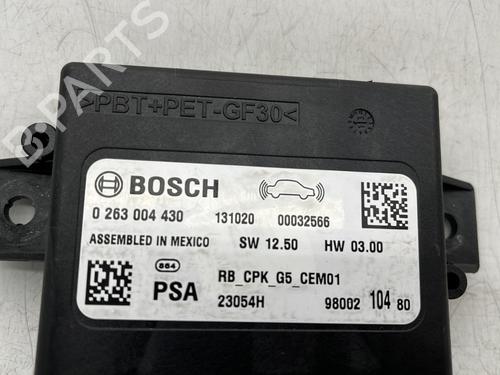 >PBT+PET-GF30<
BOSCH
0 263 004 430 131020 00032566
ASSEMBLED IN MEXICO SW 12.50 HW 03.00
664 RB_CPK_G5_CEM01
PSA 23054H 98002 104 80
B-PARTS